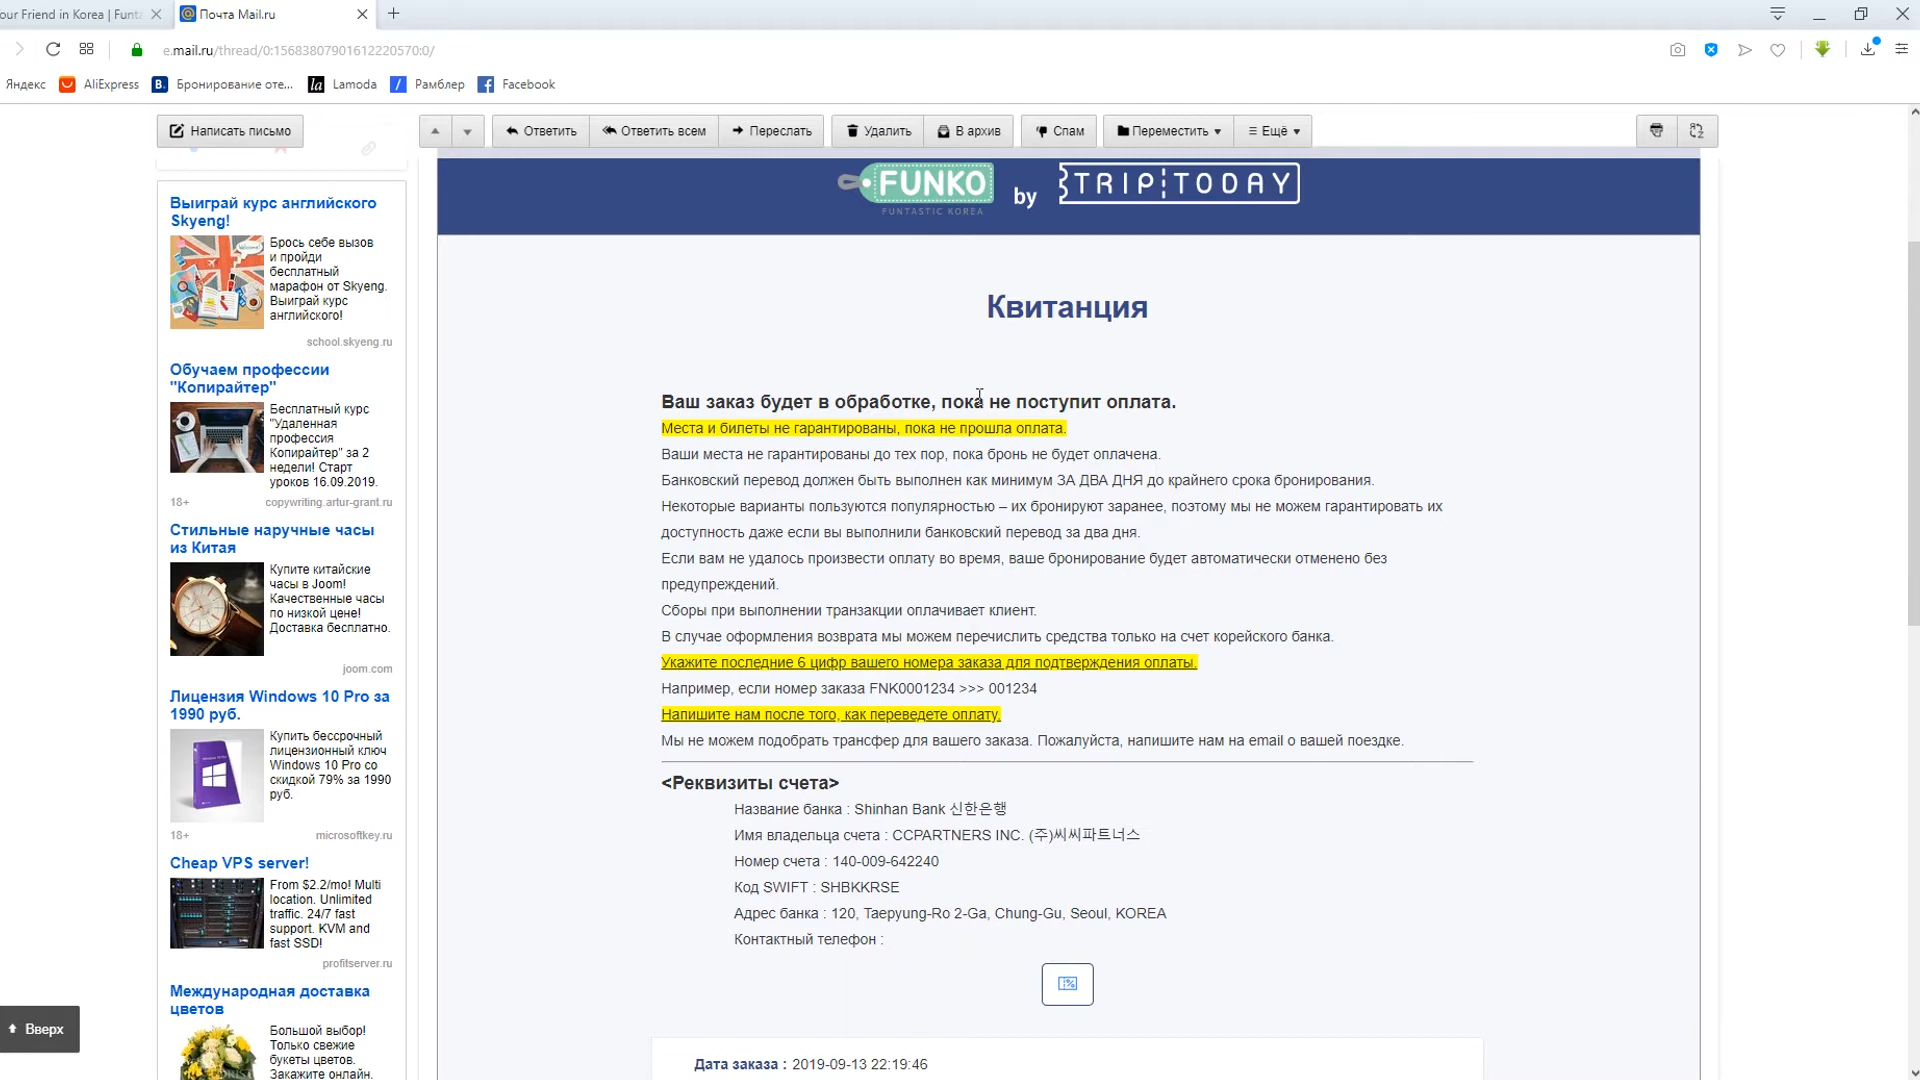 our Friend in Korea | Funta
Почта Mail.ru
e.mail.ru/thread/0:15683807901612220570:0/
Яндекс
AliExpress
Бронирование оте...
Lamoda
Рамблер
Facebook
Написать письмо
Ответить
Ответить всем
Переслать
Удалить
В архив
Спам
Переместить
Ещё
FUNKO
FUNTASTIC KOREA
by
TRIP TODAY
Выиграй курс английского
Skyeng!
Брось себе вызов
и пройди
бесплатный
марафон от Skyeng.
Выиграй курс
английского!
school.skyeng.ru
Обучаем профессии
"Копирайтер"
Бесплатный курс
"Удаленная
профессия
Копирайтер" за 2
недели! Старт
уроков 16.09.2019.
18+
copywriting.artur-grant.ru
Стильные наручные часы
из Китая
Купите китайские
часы в Joom!
Качественные часы
по низкой цене!
Доставка бесплатно.
joom.com
Лицензия Windows 10 Pro за
1990 руб.
Купить бессрочный
лицензионный ключ
Windows 10 Pro со
скидкой 79% за 1990
руб.
18+
microsoftkey.ru
Cheap VPS server!
From $2.2/mo! Multi
location. Unlimited
traffic. 24/7 fast
support. KVM and
fast SSD!
profitserver.ru
Международная доставка
цветов
Большой выбор!
Только свежие
букеты цветов.
Закажите онлайн.
Вверх
Квитанция
Ваш заказ будет в обработке, пока не поступит оплата.
Места и билеты не гарантированы, пока не прошла оплата.
Ваши места не гарантированы до тех пор, пока бронь не будет оплачена.
Банковский перевод должен быть выполнен как минимум ЗА ДВА ДНЯ до крайнего срока бронирования.
Некоторые варианты пользуются популярностью – их бронируют заранее, поэтому мы не можем гарантировать их
доступность даже если вы выполнили банковский перевод за два дня.
Если вам не удалось произвести оплату во время, ваше бронирование будет автоматически отменено без
предупреждений.
Сборы при выполнении транзакции оплачивает клиент.
В случае оформления возврата мы можем перечислить средства только на счет корейского банка.
Укажите последние 6 цифр вашего номера заказа для подтверждения оплаты.
Например, если номер заказа FNK0001234 >>> 001234
Напишите нам после того, как переведете оплату.
Мы не можем подобрать трансфер для вашего заказа. Пожалуйста, напишите нам на email о вашей поездке.
<Реквизиты счета>
Название банка : Shinhan Bank 신한은행
Имя владельца счета : CCPARTNERS INC. (주)씨씨파트너스
Номер счета : 140-009-642240
Код SWIFT : SHBKKRSE
Адрес банка : 120, Taepyung-Ro 2-Ga, Chung-Gu, Seoul, KOREA
Контактный телефон :
Дата заказа : 2019-09-13 22:19:46